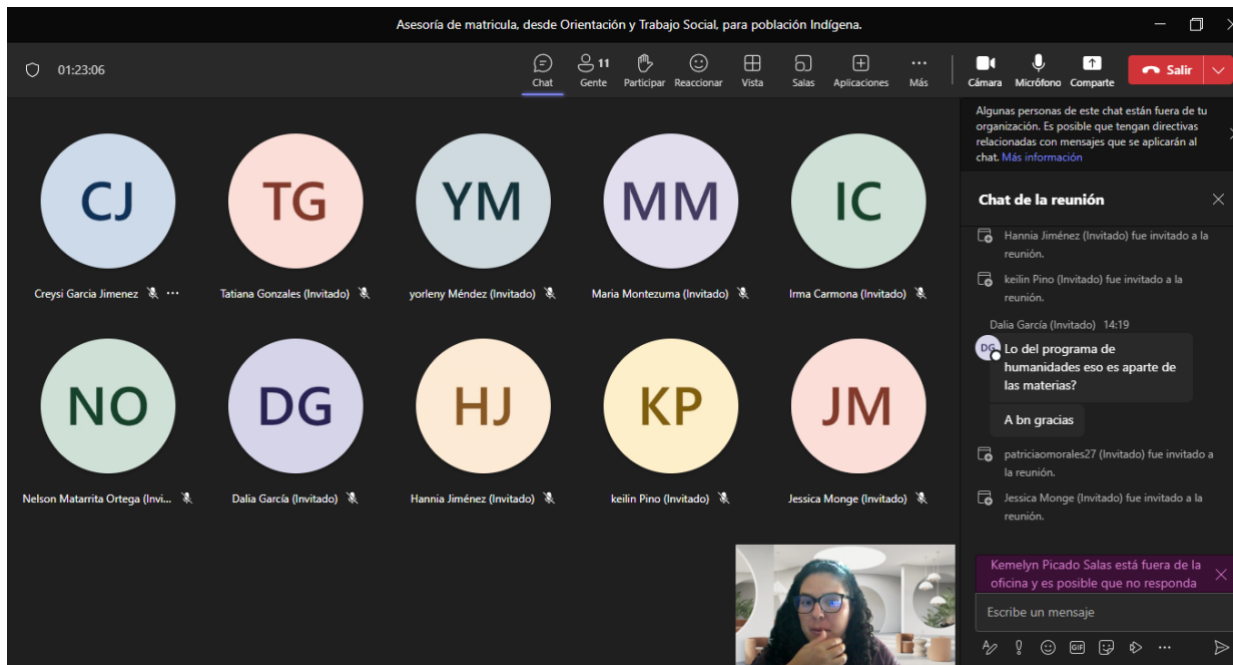 Asesoría de matricula, desde Orientación y Trabajo Social, para población Indígena.
01:23:06
Chat
11
Gente
Participar
Reaccionar
Vista
Salas
Aplicaciones
Más
Cámara
Micrófono
Comparte
Salir
CJ
TG
YM
MM
IC
Creysi Garcia Jimenez
Tatiana Gonzales (Invitado)
yorleny Méndez (Invitado)
Maria Montezuma (Invitado)
Irma Carmona (Invitado)
NO
DG
HJ
KP
JM
Nelson Matarrita Ortega (Invi...
Dalia García (Invitado)
Hannia Jiménez (Invitado)
keilin Pino (Invitado)
Jessica Monge (Invitado)
Algunas personas de este chat están fuera de tu
organización. Es posible que tengan directivas
relacionadas con mensajes que se aplicarán al
chat. Más información
Chat de la reunión
Hannia Jiménez (Invitado) fue invitado a la
reunión.
keilin Pino (Invitado) fue invitado a la
reunión.
Dalia García (Invitado) 14:19
DG
Lo del programa de
humanidades eso es aparte de
las materias?
A bn gracias
patriciaomorales27 (Invitado) fue invitado a
la reunión.
Jessica Monge (Invitado) fue invitado a la
reunión.
Kemelyn Picado Salas está fuera de la
oficina y es posible que no responda
Escribe un mensaje
GIF